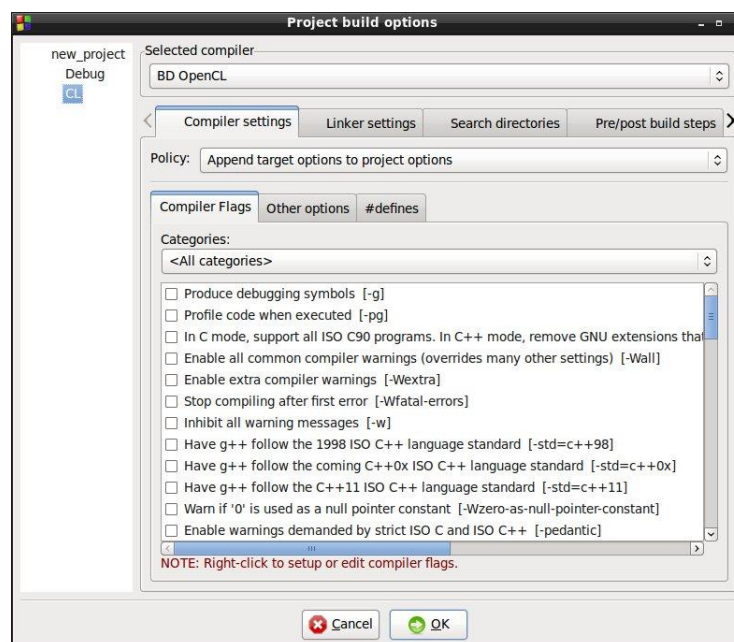 Project build options
new_project
Debug
CL
Selected compiler
BD OpenCL
Compiler settings
Linker settings
Search directories
Pre/post build steps
Policy:
Append target options to project options
Compiler Flags
Other options
#defines
Categories:
<All categories>
Produce debugging symbols [-g]
Profile code when executed [-pg]
In C mode, support all ISO C90 programs. In C++ mode, remove GNU extensions that
Enable all common compiler warnings (overrides many other settings) [-Wall]
Enable extra compiler warnings [-Wextra]
Stop compiling after first error [-Wfatal-errors]
Inhibit all warning messages [-w]
Have g++ follow the 1998 ISO C++ language standard [-std=c++98]
Have g++ follow the coming C++0x ISO C++ language standard [-std=c++0x]
Have g++ follow the C++11 ISO C++ language standard [-std=c++11]
Warn if '0' is used as a null pointer constant [-Wzero-as-null-pointer-constant]
Enable warnings demanded by strict ISO C and ISO C++ [-pedantic]
NOTE: Right-click to setup or edit compiler flags.
Cancel
OK